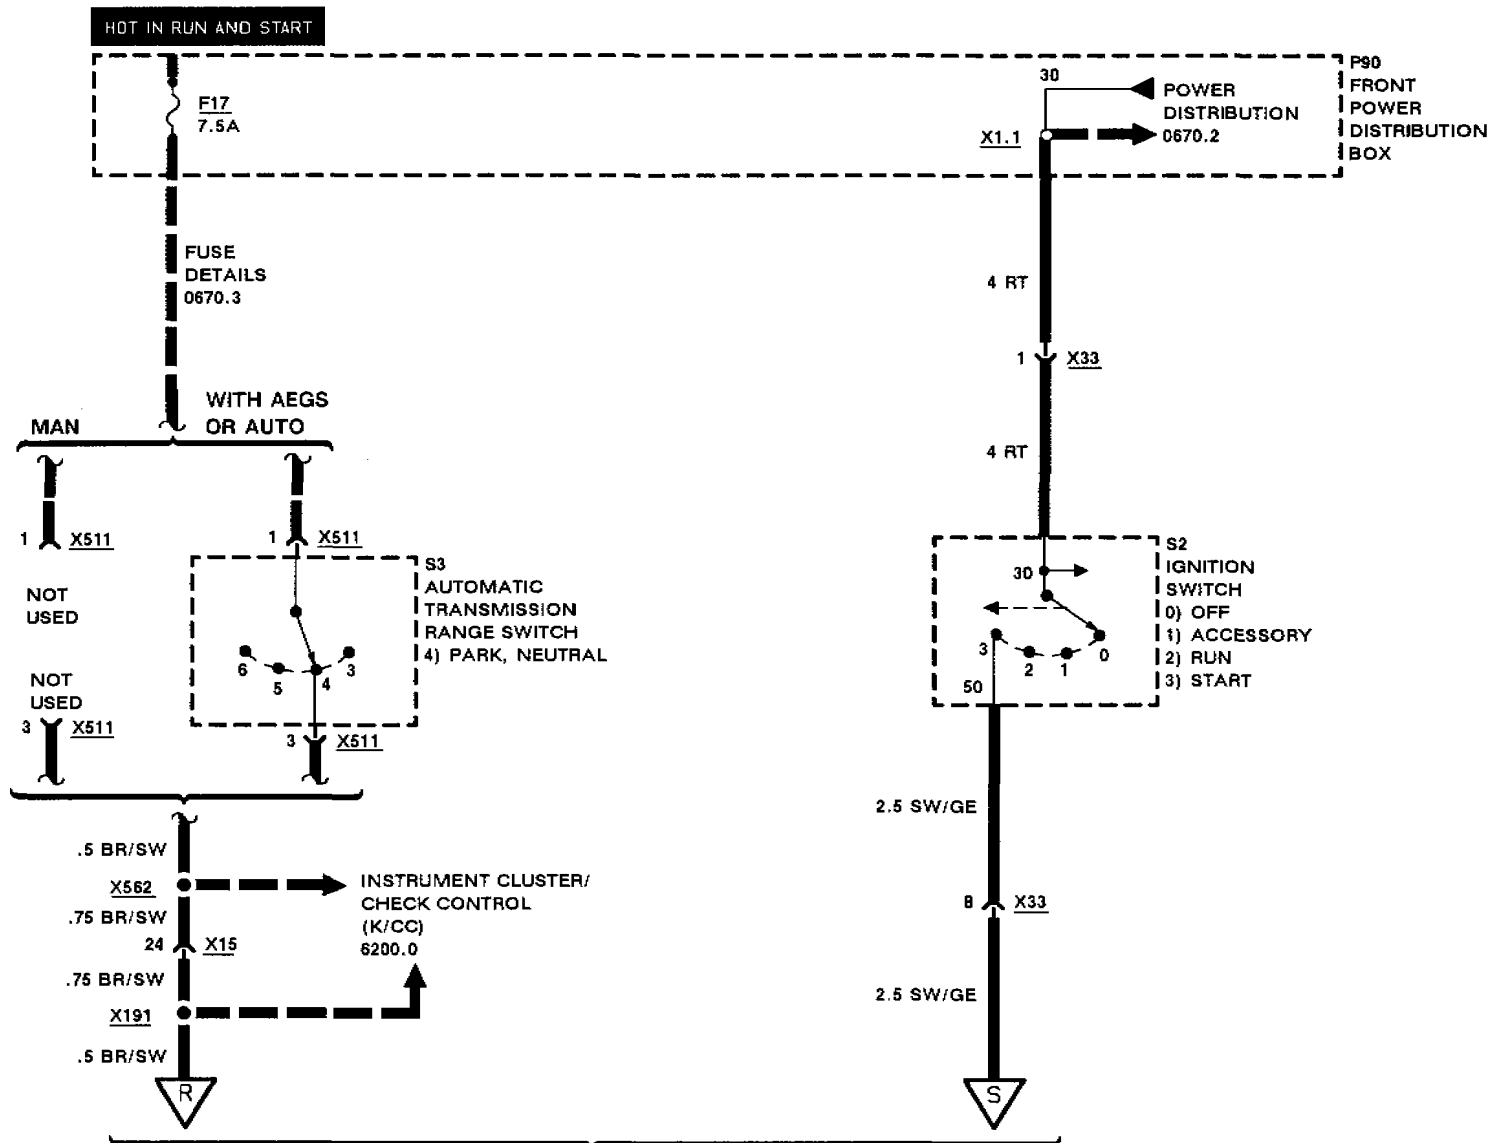 HOT IN RUN AND START
F17
7.5A
30
POWER
DISTRIBUTION
0670.2
X1.1
P90
FRONT
POWER
DISTRIBUTION
BOX
FUSE
DETAILS
0670.3
4 RT
1 X33
4 RT
MAN
WITH AEGS
OR AUTO
1 X511
1 X511
NOT
USED
NOT
USED
3 X511
S3
AUTOMATIC
TRANSMISSION
RANGE SWITCH
4) PARK, NEUTRAL
6 5 4 3
3 X511
S2
IGNITION
SWITCH
0) OFF
1) ACCESSORY
2) RUN
3) START
30
3 2 1 0
50
2.5 SW/GE
8 X33
2.5 SW/GE
S
.5 BR/SW
X562
.75 BR/SW
24 X15
.75 BR/SW
X191
.5 BR/SW
R
INSTRUMENT CLUSTER/
CHECK CONTROL
(K/CC)
6200.0